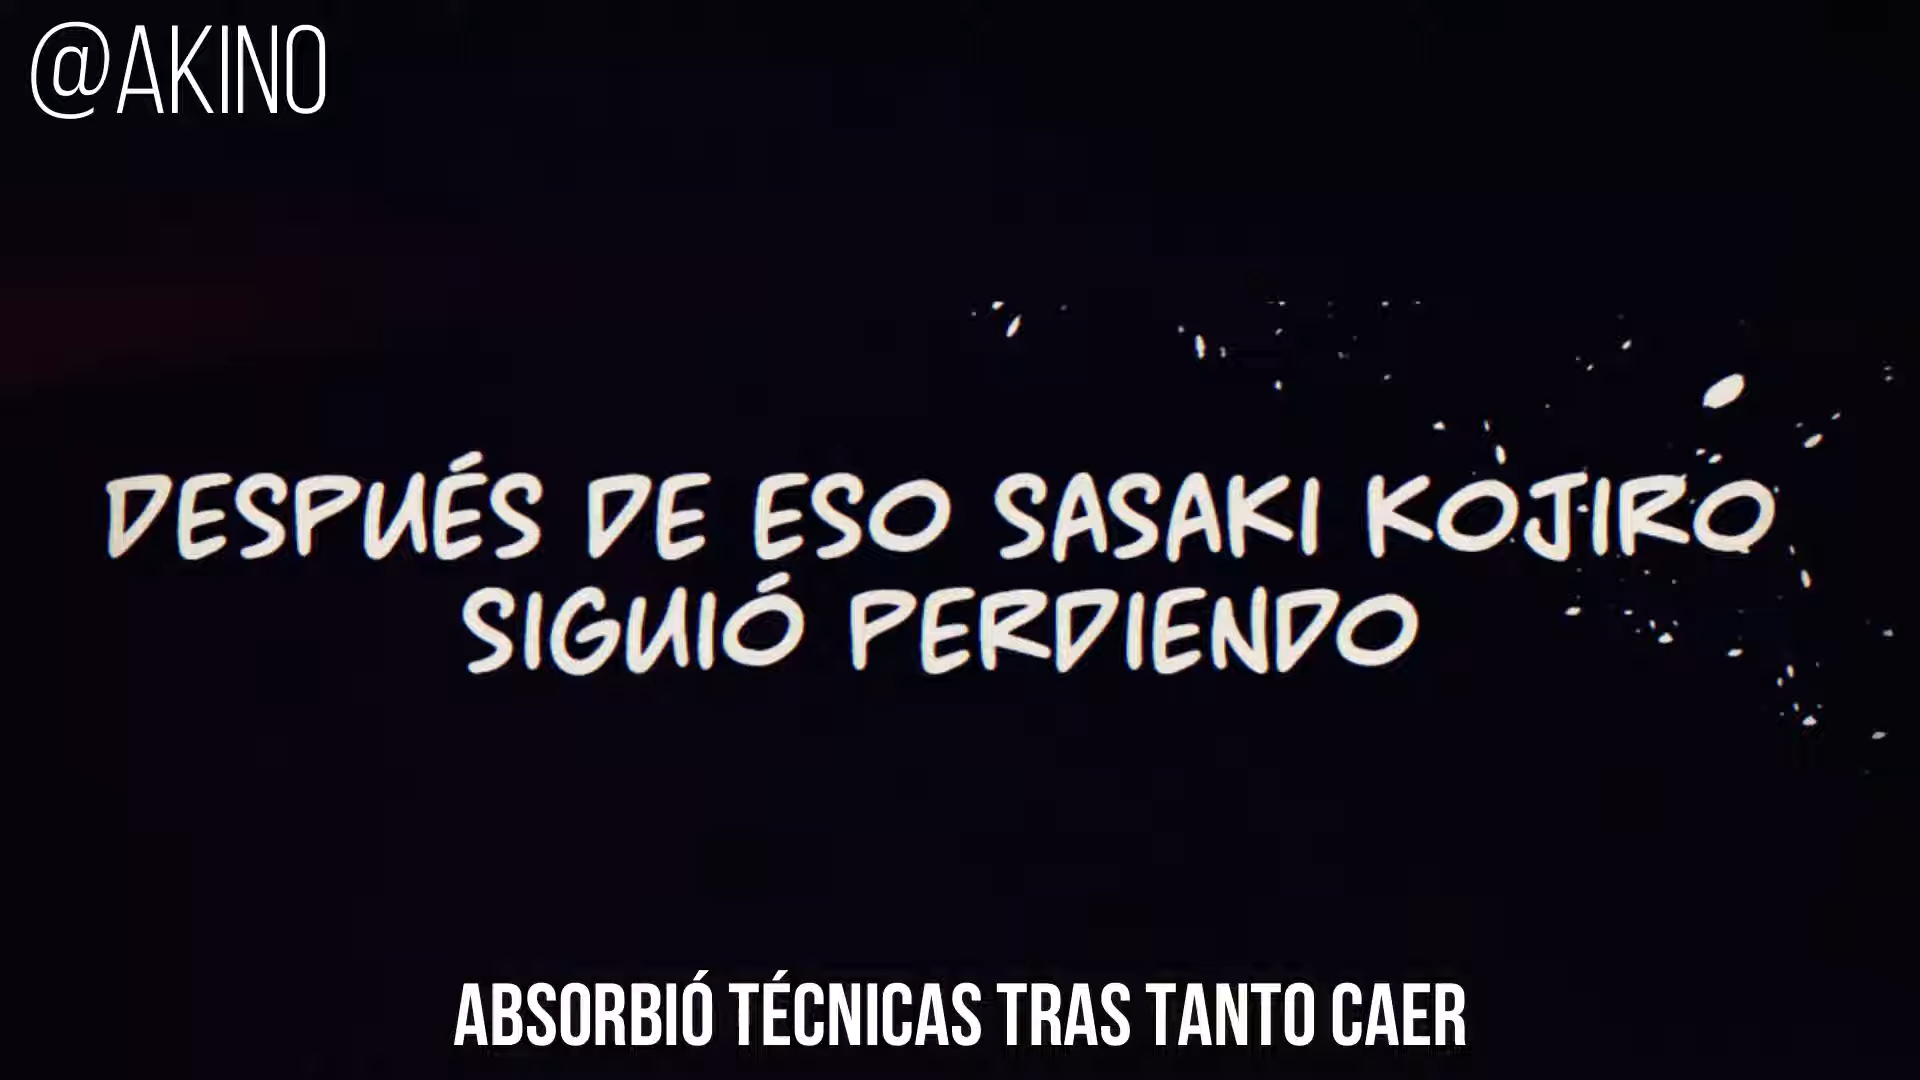 @AKINO
DESPUÉS DE ESO SASAKI KOJIRO
SIGUIÓ PERDIENDO
ABSORBIÓ TÉCNICAS TRAS TANTO CAER